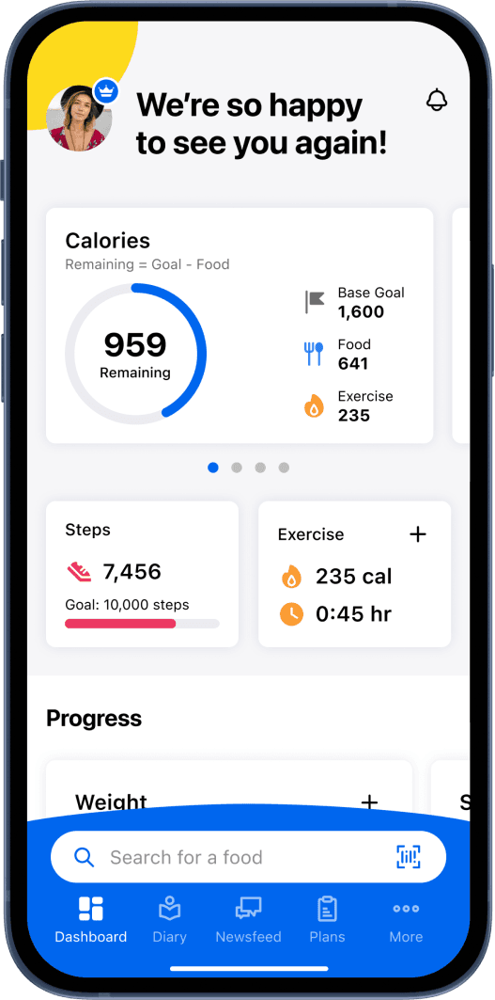 We're so happy
to see you again!
Calories
Remaining = Goal - Food
959
Remaining
Base Goal
1,600
Food
641
Exercise
235
Steps
7,456
Goal: 10,000 steps
Exercise
+
235 cal
0:45 hr
Progress
Weight
+
S
Search for a food
Dashboard
Diary
Newsfeed
Plans
More